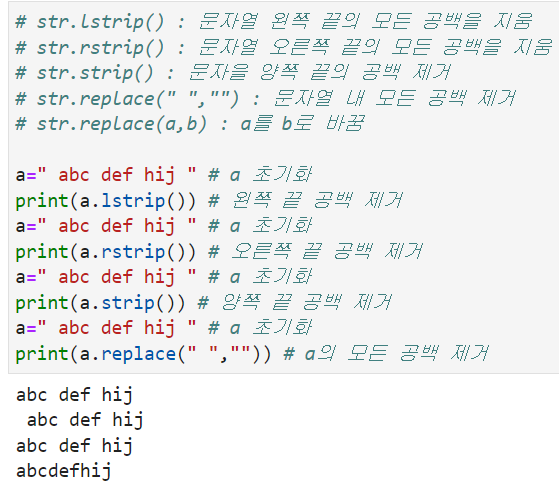 # str.lstrip() : 문자열 왼쪽 끝의 모든 공백을 지움
# str.rstrip() : 문자열 오른쪽 끝의 모든 공백을 지움
# str.strip() : 문자을 양쪽 끝의 공백 제거
# str.replace(" ","") : 문자열 내 모든 공백 제거
# str.replace(a,b) : a를 b로 바꿈

a=" abc def hij " # a 초기화
print(a.lstrip()) # 왼쪽 끝 공백 제거
a=" abc def hij " # a 초기화
print(a.rstrip()) # 오른쪽 끝 공백 제거
a=" abc def hij " # a 초기화
print(a.strip()) # 양쪽 끝 공백 제거
a=" abc def hij " # a 초기화
print(a.replace(" ","")) # a의 모든 공백 제거
abc def hij
 abc def hij
abc def hij
abcdefhij